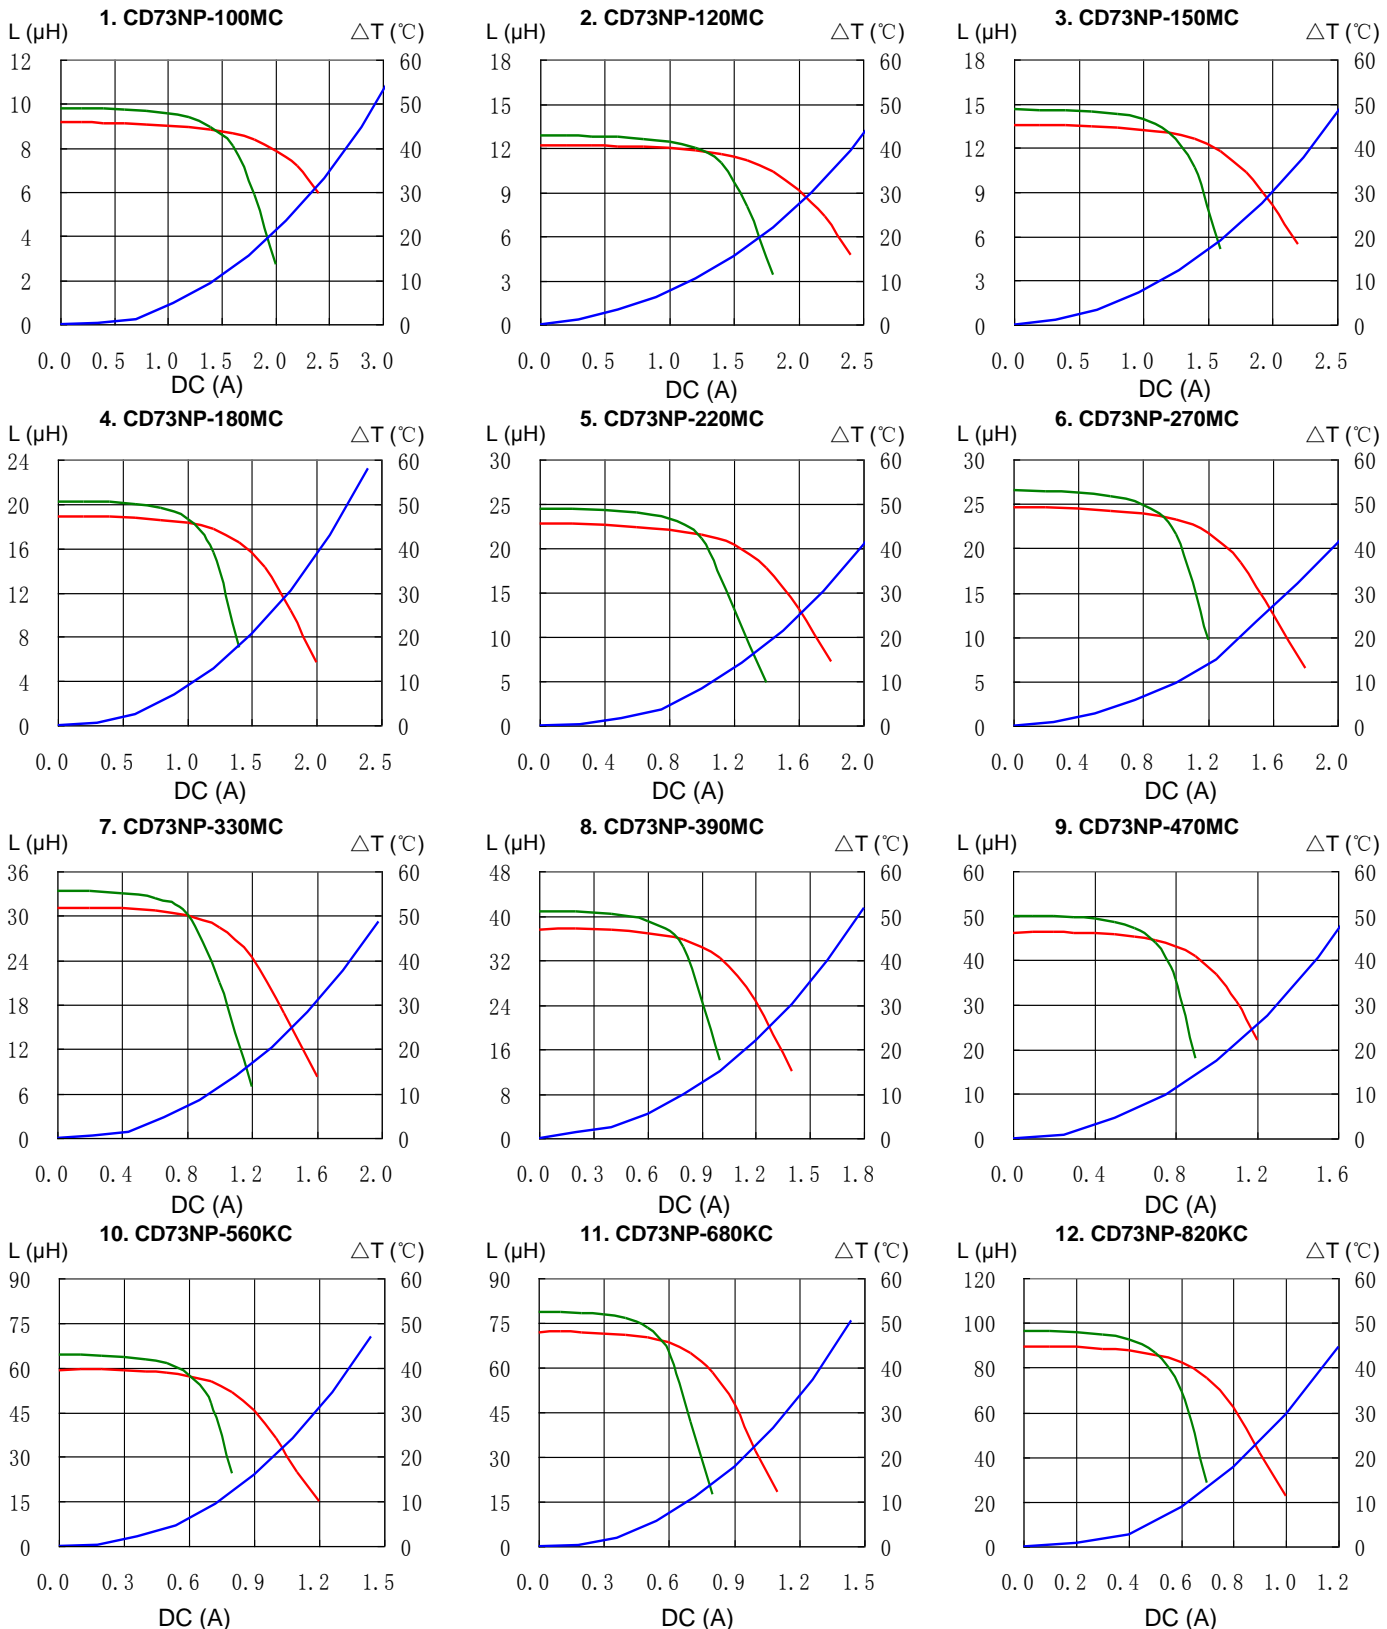 1. CD73NP-100MC 2. CD73NP-120MC 3. CD73NP-150MC
L (μH) △T (℃) L (μH) △T (℃) L (μH) △T (℃)
12 60 18 60 18 60
10 50 15 50 15 50
8 40 12 40 12 40
6 30 9 30 9 30
4 20 6 20 6 20
2 10 3 10 3 10
0 0 0 0 0 0
0.0 0.5 1.0 1.5 2.0 2.5 3.0 0.0 0.5 1.0 1.5 2.0 2.5 0.0 0.5 1.0 1.5 2.0 2.5
DC (A) DC (A) DC (A)
4. CD73NP-180MC 5. CD73NP-220MC 6. CD73NP-270MC
L (μH) △T (℃) L (μH) △T (℃) L (μH) △T (℃)
24 60 30 60 30 60
20 50 25 50 25 50
16 40 20 40 20 40
12 30 15 30 15 30
8 20 10 20 10 20
4 10 5 10 5 10
0 0 0 0 0 0
0.0 0.5 1.0 1.5 2.0 2.5 0.0 0.4 0.8 1.2 1.6 2.0 0.0 0.4 0.8 1.2 1.6 2.0
DC (A) DC (A) DC (A)
7. CD73NP-330MC 8. CD73NP-390MC 9. CD73NP-470MC
L (μH) △T (℃) L (μH) △T (℃) L (μH) △T (℃)
36 60 48 60 60 60
30 50 40 50 50 50
24 40 32 40 40 40
18 30 24 30 30 30
12 20 16 20 20 20
6 10 8 10 10 10
0 0 0 0 0 0
0.0 0.4 0.8 1.2 1.6 2.0 0.0 0.3 0.6 0.9 1.2 1.5 1.8 0.0 0.4 0.8 1.2 1.6
DC (A) DC (A) DC (A)
10. CD73NP-560KC 11. CD73NP-680KC 12. CD73NP-820KC
L (μH) △T (℃) L (μH) △T (℃) L (μH) △T (℃)
90 60 90 60 120 60
75 50 75 50 100 50
60 40 60 40 80 40
45 30 45 30 60 30
30 20 30 20 40 20
15 10 15 10 20 10
0 0 0 0 0 0
0.0 0.3 0.6 0.9 1.2 1.5 0.0 0.3 0.6 0.9 1.2 1.5 0.0 0.2 0.4 0.6 0.8 1.0 1.2
DC (A) DC (A) DC (A)